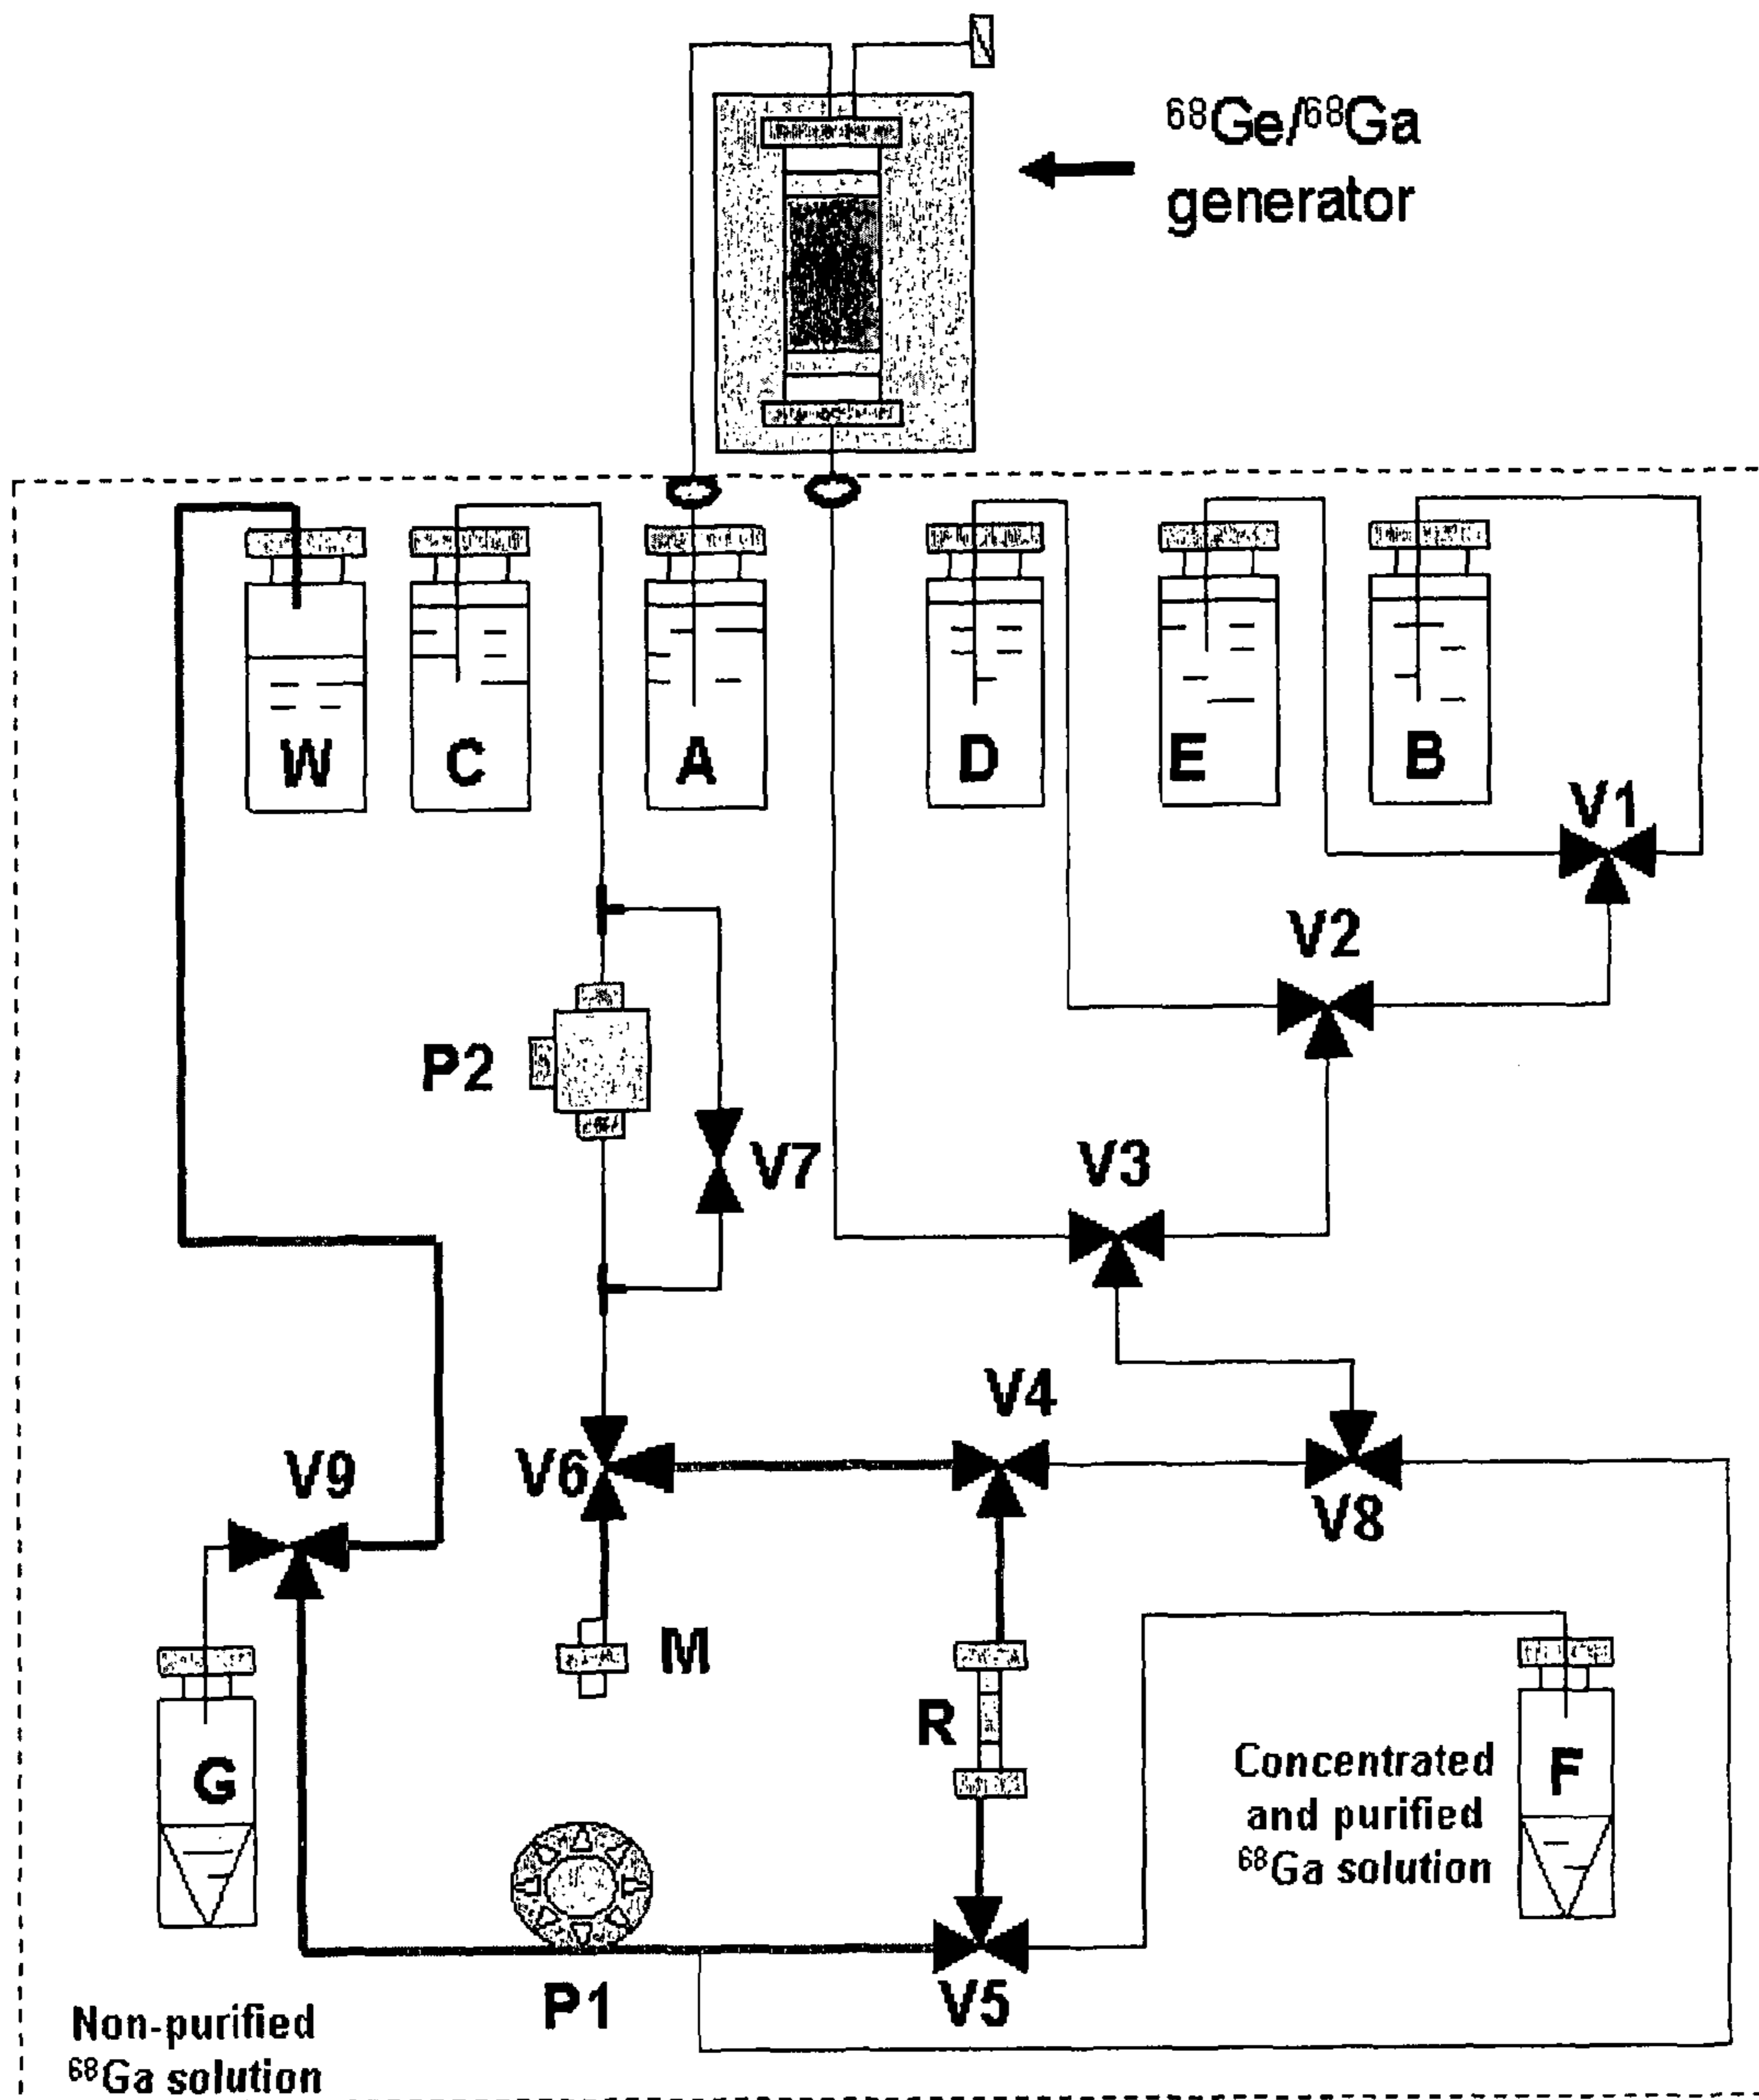 ⁶⁸Ge/⁶⁸Ga
generator
W
C
A
D
E
B
V1
V2
P2
V7
V3
V4
V9
V6
V8
M
R
G
Concentrated
and purified
⁶⁸Ga solution
F
P1
V5
Non-purified
⁶⁸Ga solution